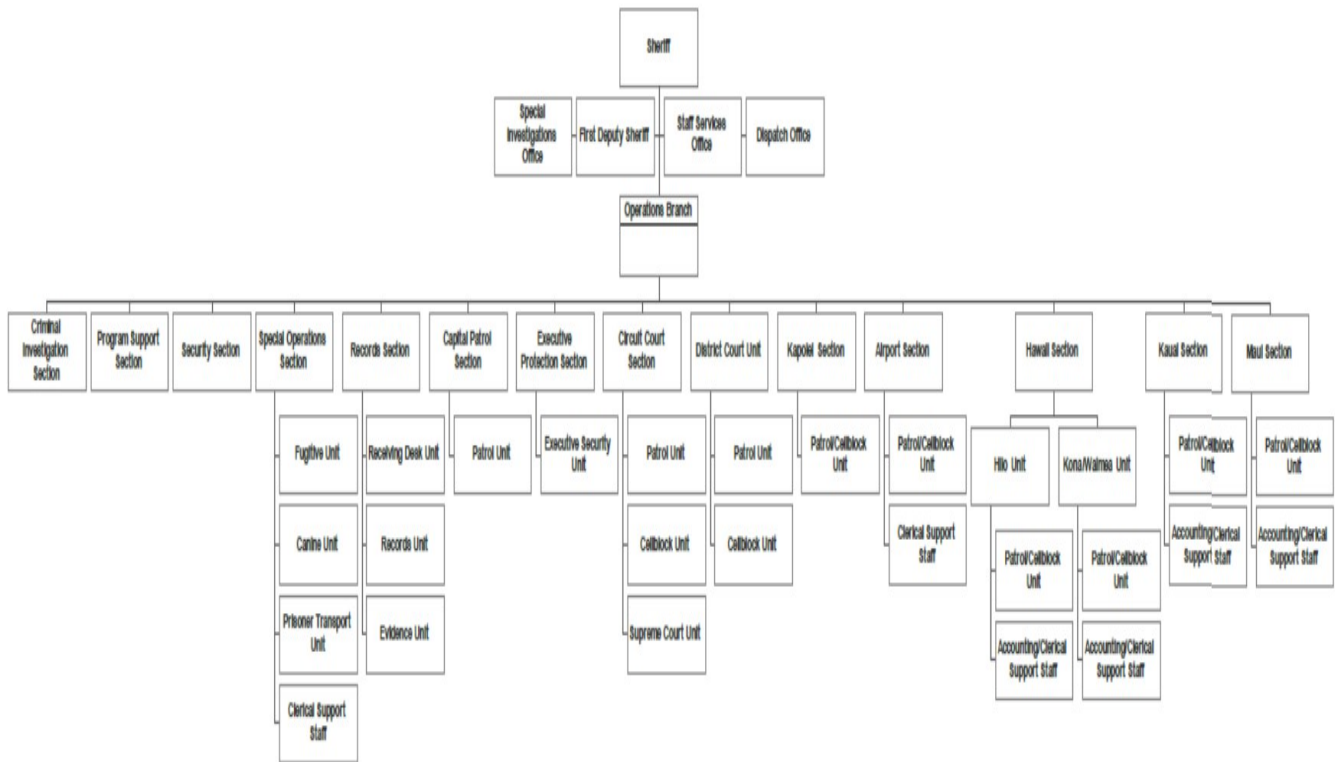 Sheriff
Special
Investigations
Office
First Deputy Sheriff
Staff Services
Office
Dispatch Office
Operations Branch
Criminal
Investigation
Section
Program Support
Section
Security Section
Special Operations
Section
Records Section
Capital Patrol
Section
Executive
Protection Section
Circuit Court
Section
District Court Unit
Kapolei Section
Airport Section
Hawaii Section
Kauai Section
Maui Section
Fugitive Unit
Canine Unit
Prisoner Transport
Unit
Clerical Support
Staff
Receiving Desk Unit
Records Unit
Evidence Unit
Patrol Unit
Executive Security
Unit
Patrol Unit
Cellblock Unit
Supreme Court Unit
Patrol Unit
Cellblock Unit
Patrol/Cellblock
Unit
Patrol/Cellblock
Unit
Clerical Support
Staff
Hilo Unit
Patrol/Cellblock
Unit
Accounting/Clerical
Support Staff
Kona/Waimea Unit
Patrol/Cellblock
Unit
Accounting/Clerical
Support Staff
Patrol/Cellblock
Unit
Accounting/Clerical
Support Staff
Patrol/Cellblock
Unit
Accounting/Clerical
Support Staff